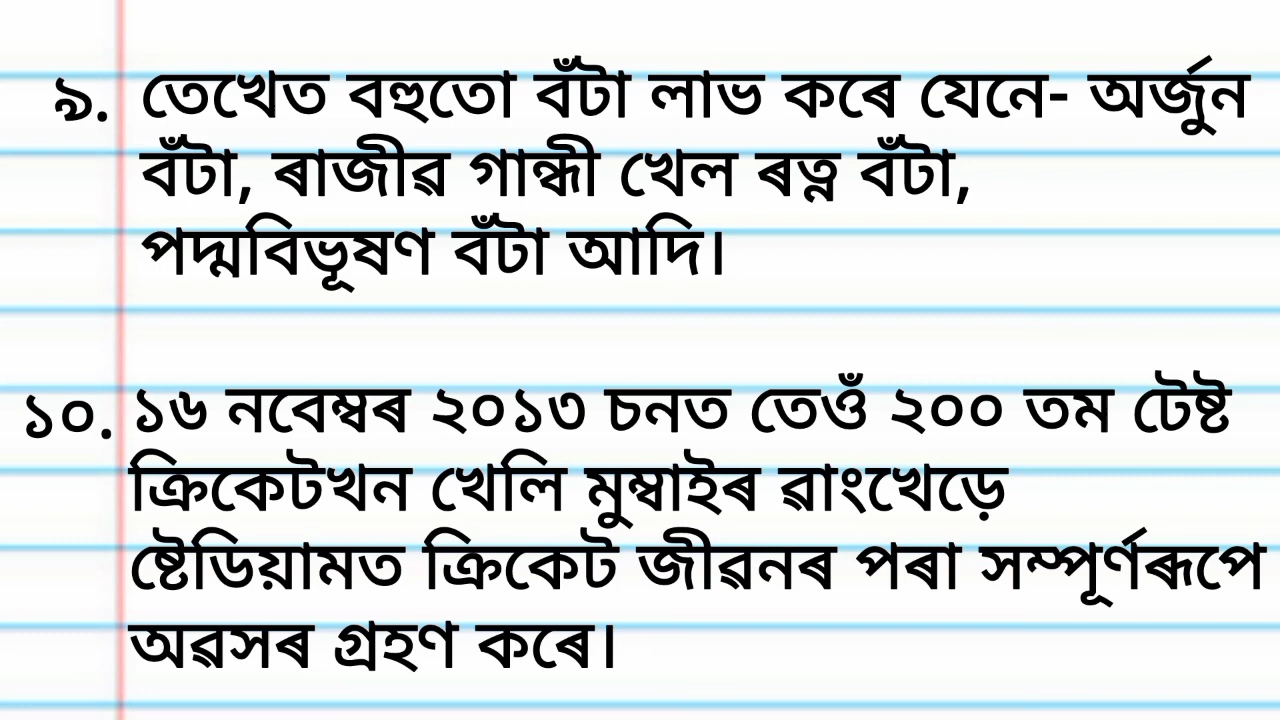 ৯. তেখেত বহুতো বঁটা লাভ কৰে যেনে- অৰ্জুন
বঁটা, ৰাজীৱ গান্ধী খেল ৰত্ন বঁটা,
পদ্মবিভূষণ বঁটা আদি।
১০. ১৬ নবেম্বৰ ২০১৩ চনত তেওঁ ২০০ তম টেষ্ট
ক্ৰিকেটখন খেলি মুম্বাইৰ ৱাংখেড়ে
ষ্টেডিয়ামত ক্ৰিকেট জীৱনৰ পৰা সম্পূৰ্ণৰূপে
অৱসৰ গ্ৰহণ কৰে।